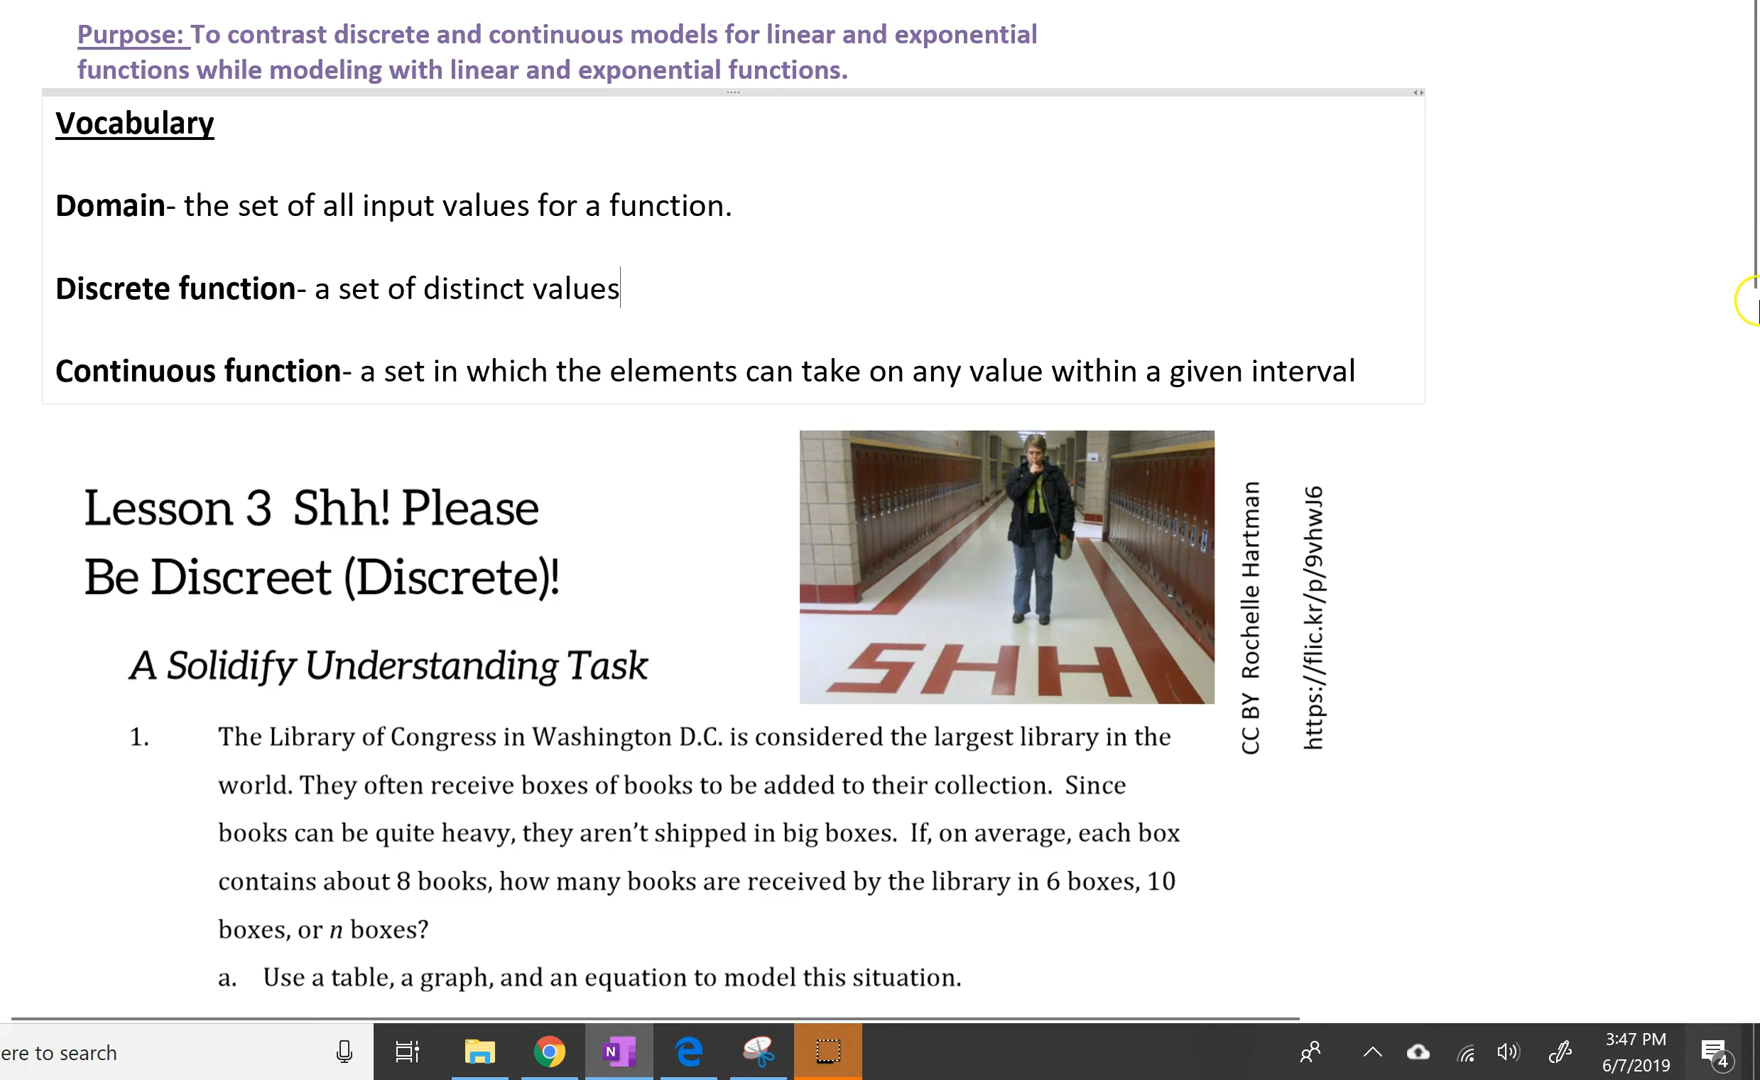 Purpose: To contrast discrete and continuous models for linear and exponential
functions while modeling with linear and exponential functions.
Vocabulary
Domain- the set of all input values for a function.
Discrete function- a set of distinct values
Continuous function- a set in which the elements can take on any value within a given interval
Lesson 3 Shh! Please
Be Discreet (Discrete)!
A Solidify Understanding Task
SHH
CC BY Rochelle Hartman
https://flic.kr/p/9vhwJ6
1. The Library of Congress in Washington D.C. is considered the largest library in the
world. They often receive boxes of books to be added to their collection. Since
books can be quite heavy, they aren't shipped in big boxes. If, on average, each box
contains about 8 books, how many books are received by the library in 6 boxes, 10
boxes, or n boxes?
a. Use a table, a graph, and an equation to model this situation.
ere to search
N
3:47 PM
6/7/2019
4